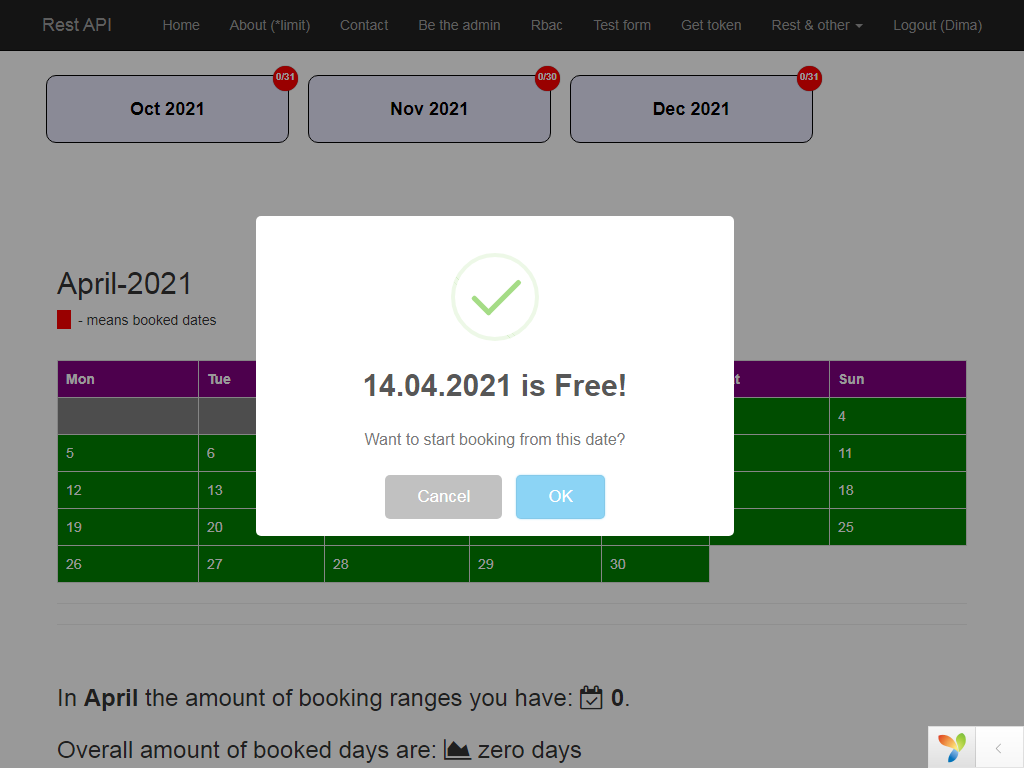 Rest API Home About (*limit) Contact Be the admin Rbac Test form Get token Rest & other Logout (Dima)
0/31 0/30 0/31
Oct 2021 Nov 2021 Dec 2021
April-2021
- means booked dates
14.04.2021 is Free!
Want to start booking from this date?
Cancel OK
Mon Tue Sun
4
5 6 11
12 13 18
19 20 25
26 27 28 29 30
In April the amount of booking ranges you have: 0.
Overall amount of booked days are: zero days